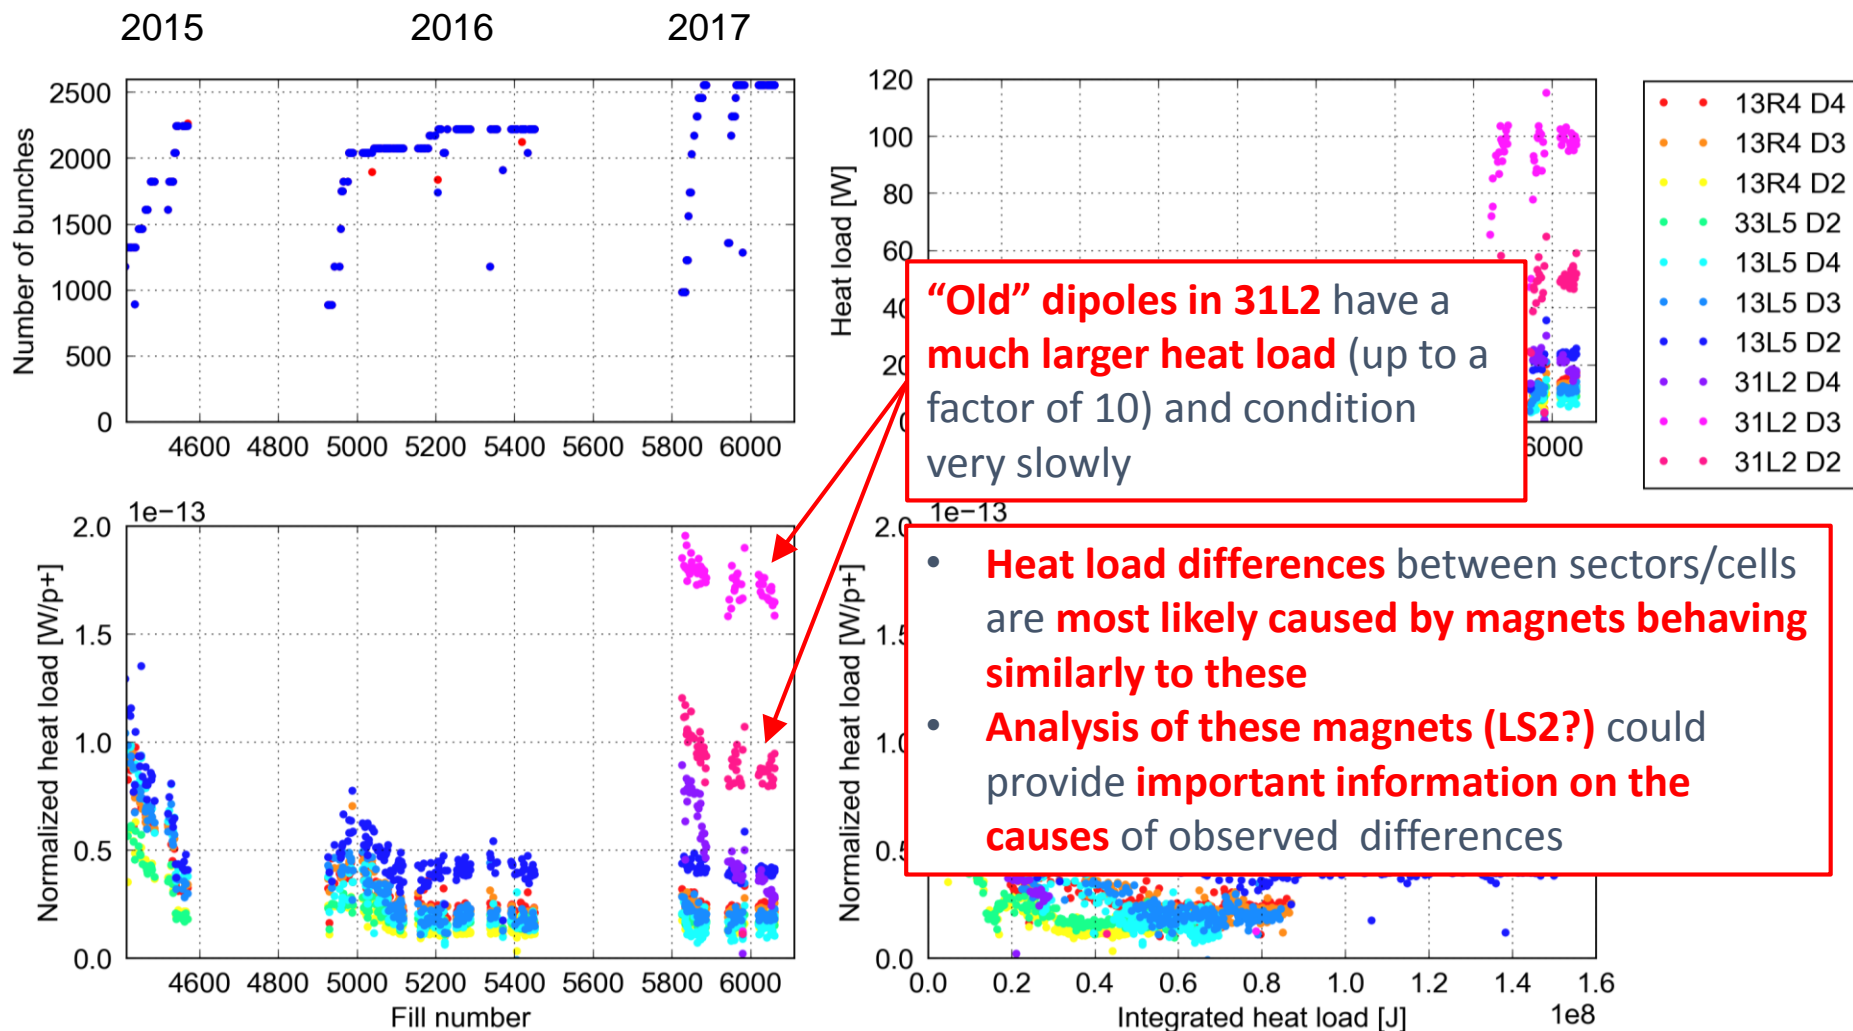 2015
2016
2017
2500
2000
1500
1000
500
0
Number of bunches
4600 4800 5000 5200 5400 5600 5800 6000
120
100
80
60
40
20
0
Heat load [W]
6000
13R4 D4
13R4 D3
13R4 D2
33L5 D2
13L5 D4
13L5 D3
13L5 D2
31L2 D4
31L2 D3
31L2 D2
“Old” dipoles in 31L2 have a
much larger heat load (up to a
factor of 10) and condition
very slowly
1e−13
2.0
1.5
1.0
0.5
0.0
Normalized heat load [W/p+]
4600 4800 5000 5200 5400 5600 5800 6000
Fill number
1e−13
2.0
1.5
1.0
0.5
0.0
Normalized heat load [W/p+]
• Heat load differences between sectors/cells
are most likely caused by magnets behaving
similarly to these
• Analysis of these magnets (LS2?) could
provide important information on the
causes of observed differences
0.0 0.2 0.4 0.6 0.8 1.0 1.2 1.4 1.6
Integrated heat load [J]
1e8